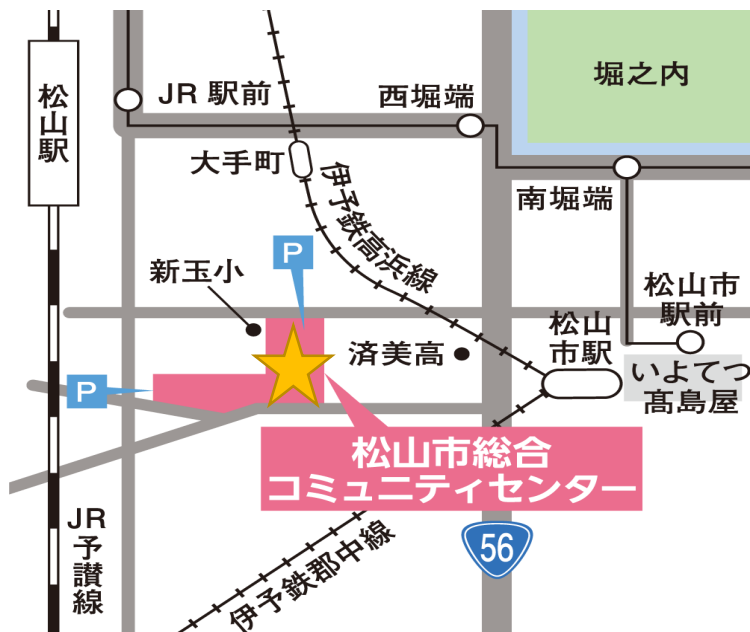 堀之内
松山駅
JR 駅前
西堀端
大手町
南堀端
伊予鉄高浜線
P
新玉小
松山市
駅前
松山
市駅
済美高
いよてつ
髙島屋
P
松山市総合
コミュニティセンター
JR
予讃線
56
伊予鉄郡中線